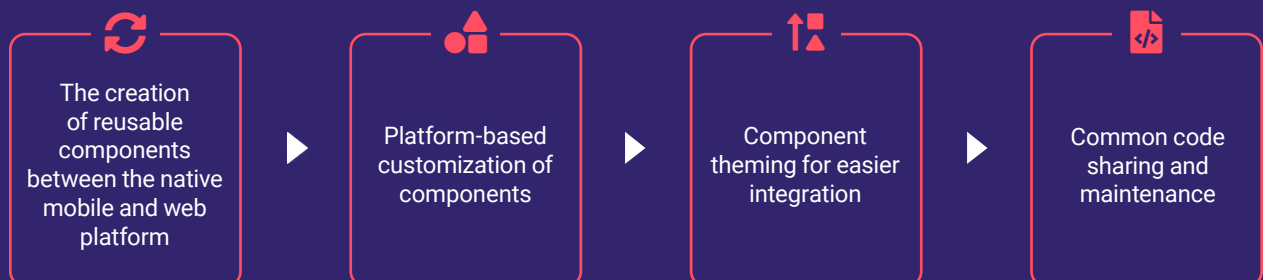 The creation
of reusable
components
between the native
mobile and web
platform
Platform-based
customization of
components
Component
theming for easier
integration
Common code
sharing and
maintenance